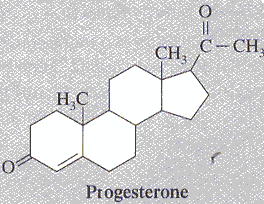 O
CH₃
C – CH₃
H₃C
O
Progesterone